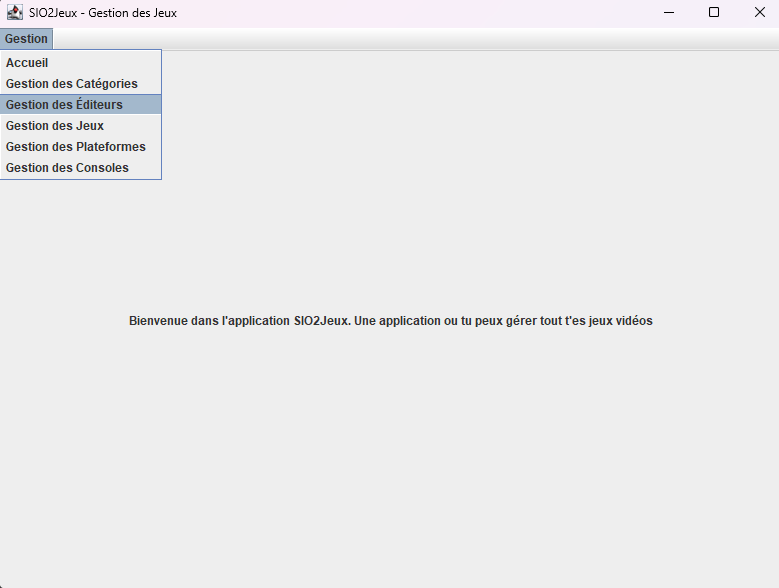 SIO2Jeux - Gestion des Jeux
Gestion
Accueil
Gestion des Catégories
Gestion des Éditeurs
Gestion des Jeux
Gestion des Plateformes
Gestion des Consoles
Bienvenue dans l'application SIO2Jeux. Une application ou tu peux gérer tout t'es jeux vidéos